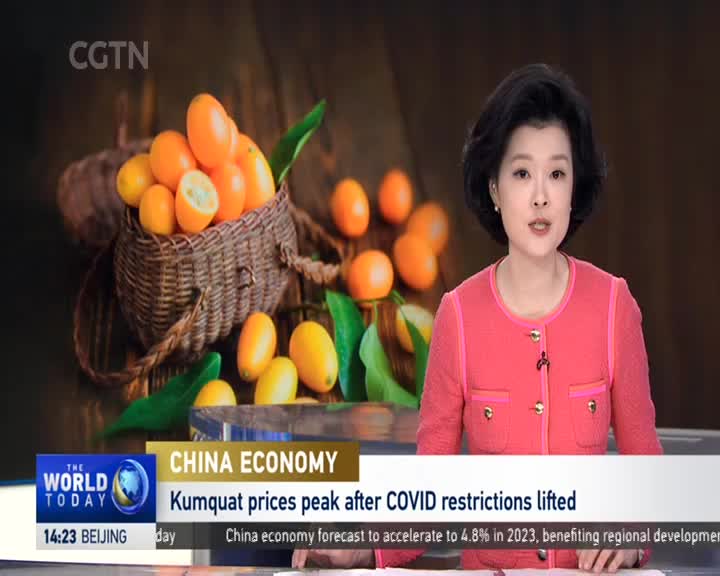 CGTN
CHINA ECONOMY
THE
WORLD
TODAY
Kumquat prices peak after COVID restrictions lifted
14:23 BEIJING
day China economy forecast to accelerate to 4.8% in 2023, benefiting regional developmen